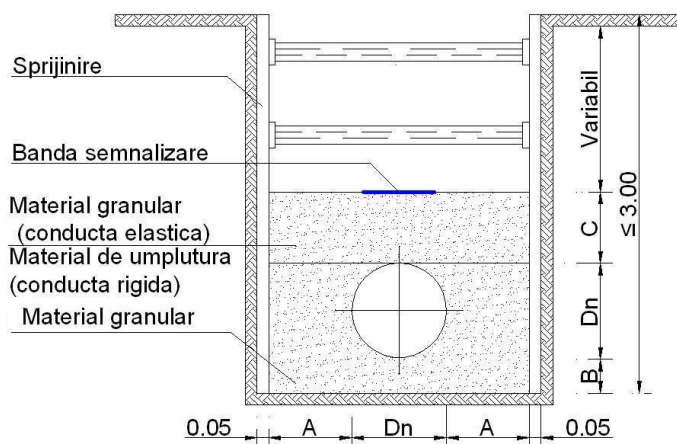 Sprijinire
Banda semnalizare
Material granular
(conducta elastica)
Material de umplutura
(conducta rigida)
Material granular
Variabil
C
Dn
B
≤ 3.00
0.05
A
Dn
A
0.05